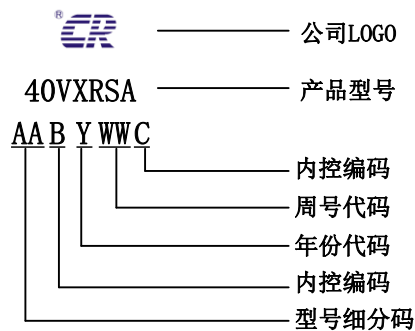 ® CR 公司LOGO
40VXRSA 产品型号
AA B Y WW C
内控编码
周号代码
年份代码
内控编码
型号细分码